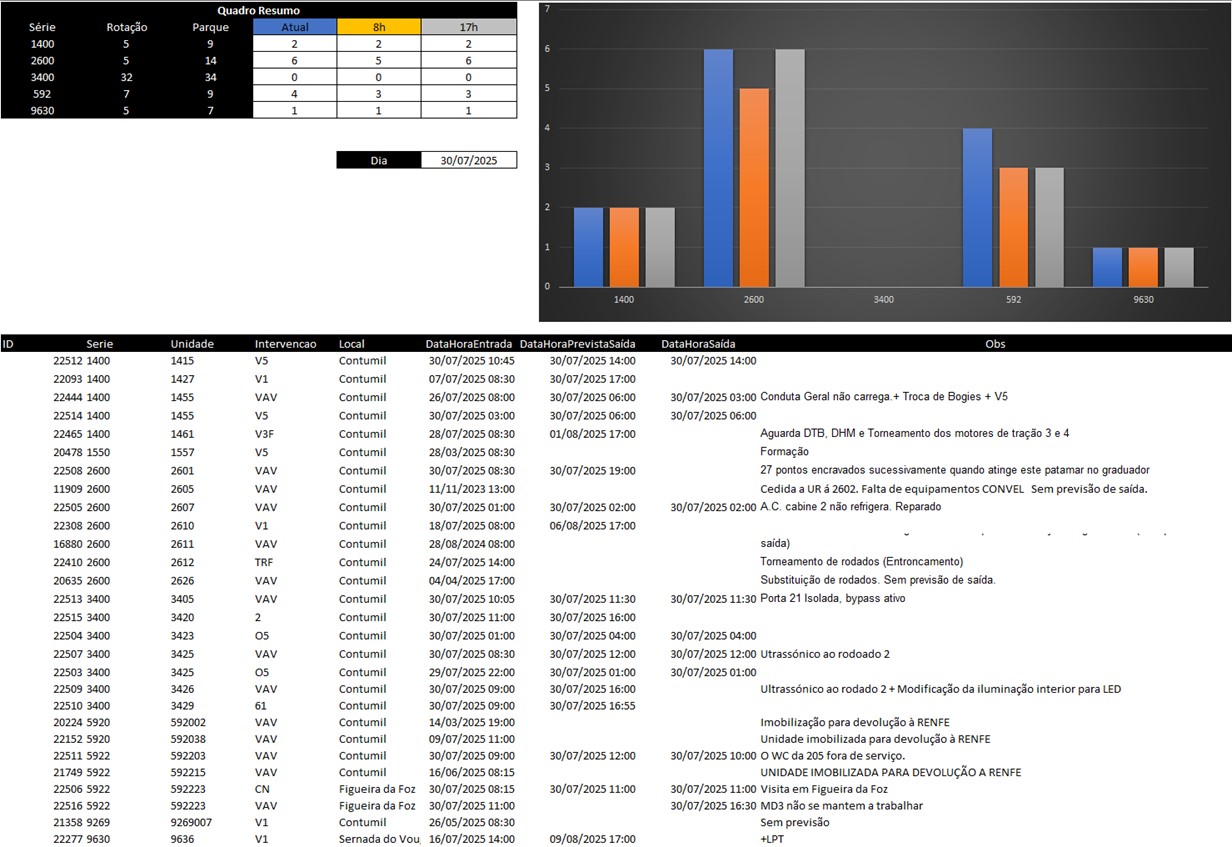 Quadro Resumo
Série Rotação Parque Atual 8h 17h
1400 5 9 2 2 2
2600 5 14 6 5 6
3400 32 34 0 0 0
592 7 9 4 3 3
9630 5 7 1 1 1
Dia 30/07/2025
7
6
5
4
3
2
1
0
1400 2600 3400 592 9630
ID Serie Unidade Intervencao Local DataHoraEntrada DataHoraPrevistaSaída DataHoraSaída Obs
22512 1400 1415 V5 Contumil 30/07/2025 10:45 30/07/2025 14:00 30/07/2025 14:00
22093 1400 1427 V1 Contumil 07/07/2025 08:30 30/07/2025 17:00
22444 1400 1455 VAV Contumil 26/07/2025 08:00 30/07/2025 06:00 30/07/2025 03:00 Conduta Geral não carrega.+ Troca de Bogies + V5
22514 1400 1455 V5 Contumil 30/07/2025 03:00 30/07/2025 06:00 30/07/2025 06:00
22465 1400 1461 V3F Contumil 28/07/2025 08:30 01/08/2025 17:00 Aguarda DTB, DHM e Torneamento dos motores de tração 3 e 4
20478 1550 1557 V5 Contumil 28/03/2025 08:30 Formação
22508 2600 2601 VAV Contumil 30/07/2025 08:30 30/07/2025 19:00 27 pontos encravados sucessivamente quando atinge este patamar no graduador
11909 2600 2605 VAV Contumil 11/11/2023 13:00 Cedida a UR á 2602. Falta de equipamentos CONVEL Sem previsão de saída.
22505 2600 2607 VAV Contumil 30/07/2025 01:00 30/07/2025 02:00 30/07/2025 02:00 A.C. cabine 2 não refrigera. Reparado
22308 2600 2610 V1 Contumil 18/07/2025 08:00 06/08/2025 17:00
16880 2600 2611 VAV Contumil 28/08/2024 08:00 saída)
22410 2600 2612 TRF Contumil 24/07/2025 14:00 Torneamento de rodados (Entroncamento)
20635 2600 2626 VAV Contumil 04/04/2025 17:00 Substituição de rodados. Sem previsão de saída.
22513 3400 3405 VAV Contumil 30/07/2025 10:05 30/07/2025 11:30 30/07/2025 11:30 Porta 21 Isolada, bypass ativo
22515 3400 3420 2 Contumil 30/07/2025 11:00 30/07/2025 16:00
22504 3400 3423 O5 Contumil 30/07/2025 01:00 30/07/2025 04:00 30/07/2025 04:00
22507 3400 3425 VAV Contumil 30/07/2025 08:30 30/07/2025 12:00 30/07/2025 12:00 Utrassónico ao rodoado 2
22503 3400 3425 O5 Contumil 29/07/2025 22:00 30/07/2025 01:00 30/07/2025 01:00
22509 3400 3426 VAV Contumil 30/07/2025 09:00 30/07/2025 16:00 Ultrassónico ao rodado 2 + Modificação da iluminação interior para LED
22510 3400 3429 61 Contumil 30/07/2025 09:00 30/07/2025 16:55
20224 5920 592002 VAV Contumil 14/03/2025 19:00 Imobilização para devolução à RENFE
22152 5920 592038 VAV Contumil 09/07/2025 11:00 Unidade imobilizada para devolução à RENFE
22511 5922 592203 VAV Contumil 30/07/2025 09:00 30/07/2025 12:00 30/07/2025 10:00 O WC da 205 fora de serviço.
21749 5922 592215 VAV Contumil 16/06/2025 08:15 UNIDADE IMOBILIZADA PARA DEVOLUÇÃO A RENFE
22506 5922 592223 CN Figueira da Foz 30/07/2025 08:15 30/07/2025 11:00 30/07/2025 11:00 Visita em Figueira da Foz
22516 5922 592223 VAV Figueira da Foz 30/07/2025 11:00 30/07/2025 16:30 MD3 não se mantem a trabalhar
21358 9269 9269007 V1 Contumil 26/05/2025 08:30 Sem previsão
22277 9630 9636 V1 Sernada do Vou 16/07/2025 14:00 09/08/2025 17:00 +LPT